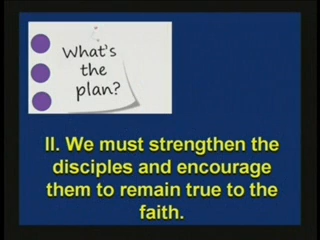 What's
the
plan?
II. We must strengthen the
disciples and encourage
them to remain true to the
faith.